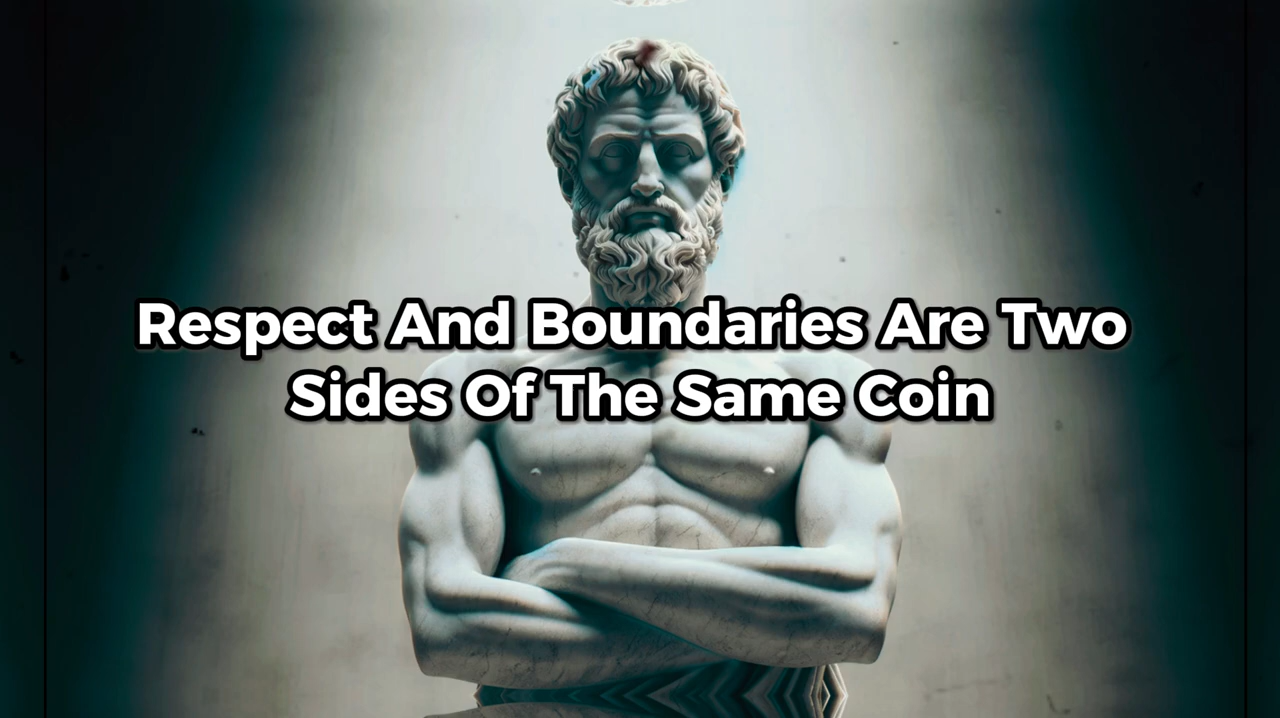 Respect And Boundaries Are Two
Sides Of The Same Coin